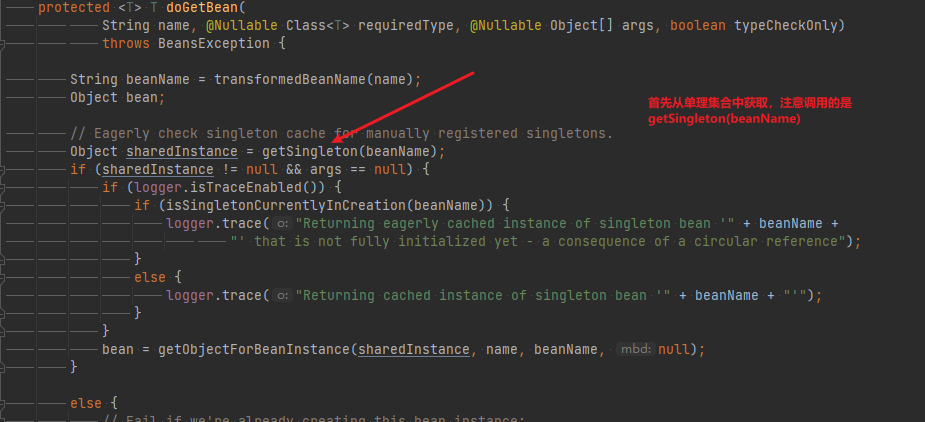 protected <T> T doGetBean(
String name, @Nullable Class<T> requiredType, @Nullable Object[] args, boolean typeCheckOnly)
throws BeansException {
String beanName = transformedBeanName(name);
Object bean;
首先从单理集合中获取，注意调用的是
getSingleton(beanName)
// Eagerly check singleton cache for manually registered singletons.
Object sharedInstance = getSingleton(beanName);
if (sharedInstance != null && args == null) {
if (logger.isTraceEnabled()) {
if (isSingletonCurrentlyInCreation(beanName)) {
logger.trace( o: "Returning eagerly cached instance of singleton bean '" + beanName +
"' that is not fully initialized yet - a consequence of a circular reference");
}
else {
logger.trace( o: "Returning cached instance of singleton bean '" + beanName + "'");
}
}
bean = getObjectForBeanInstance(sharedInstance, name, beanName, mbd: null);
}
else {
// Fail if we're already creating this bean instance: